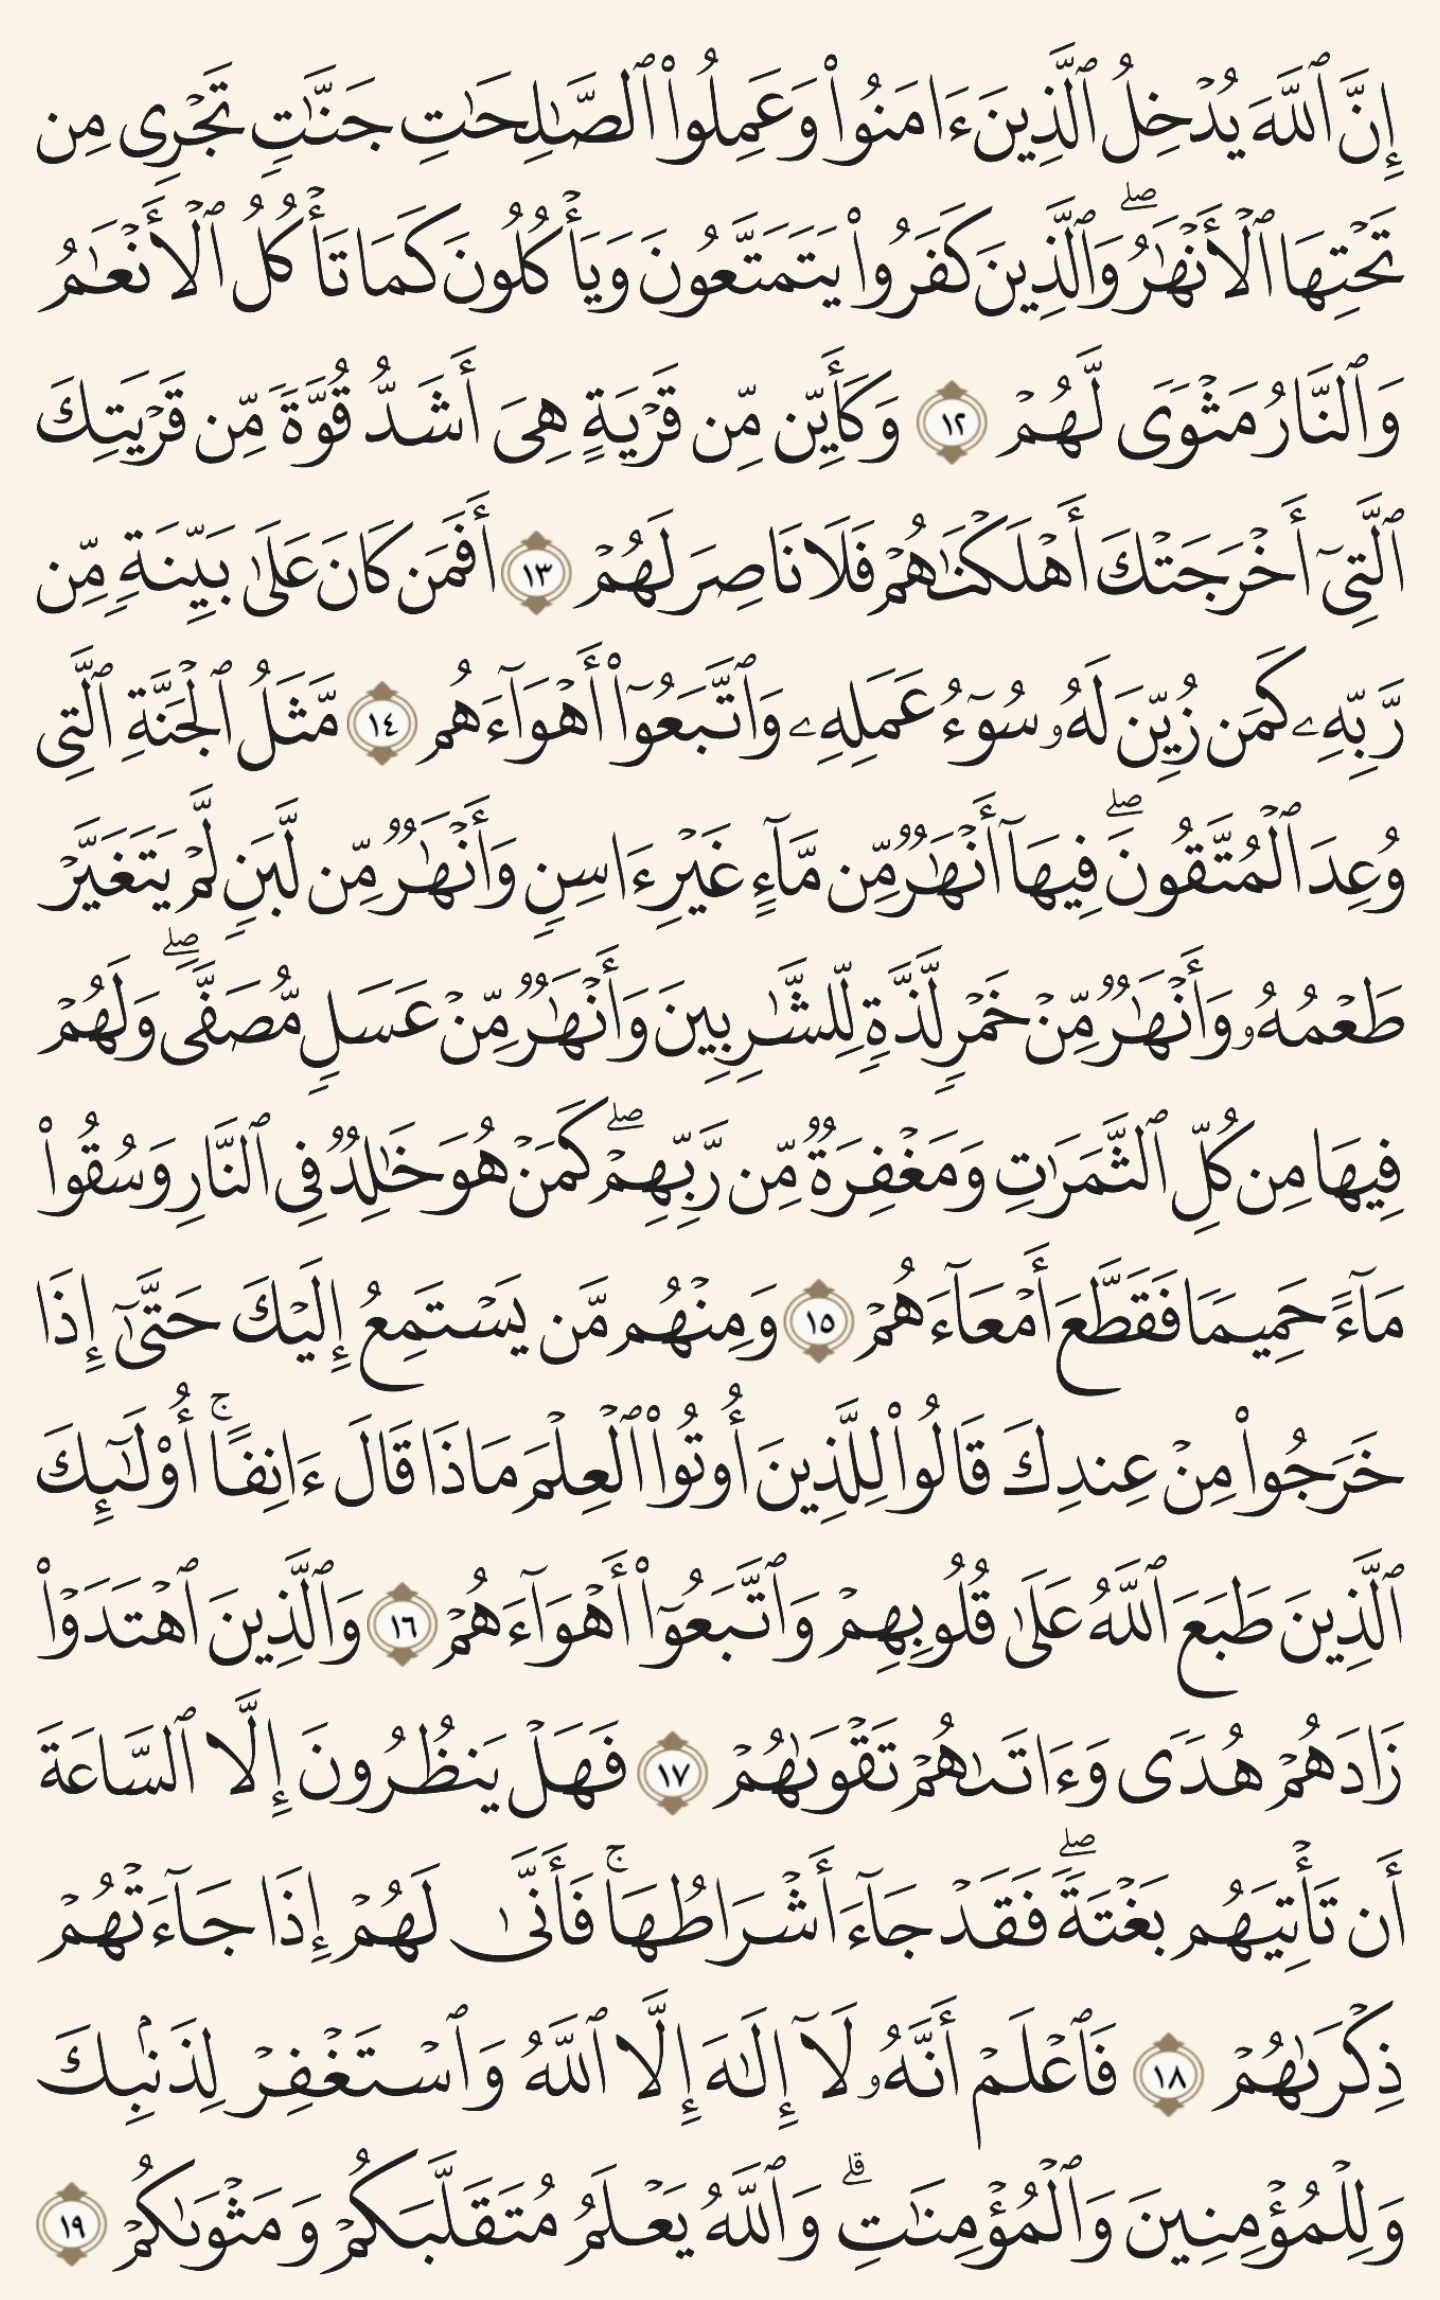 إِنَّ ٱللَّهَ يُدْخِلُ ٱلَّذِينَ ءَامَنُوا۟ وَعَمِلُوا۟ ٱلصَّـٰلِحَـٰتِ جَنَّـٰتٍ تَجْرِى مِن
تَحْتِهَا ٱلْأَنْهَـٰرُ ۖ وَٱلَّذِينَ كَفَرُوا۟ يَتَمَتَّعُونَ وَيَأْكُلُونَ كَمَا تَأْكُلُ ٱلْأَنْعَـٰمُ
وَٱلنَّارُ مَثْوًى لَّهُمْ ١٢ وَكَأَيِّن مِّن قَرْيَةٍ هِىَ أَشَدُّ قُوَّةً مِّن قَرْيَتِكَ
ٱلَّتِىٓ أَخْرَجَتْكَ أَهْلَكْنَـٰهُمْ فَلَا نَاصِرَ لَهُمْ ١٣ أَفَمَن كَانَ عَلَىٰ بَيِّنَةٍ مِّن
رَّبِّهِۦ كَمَن زُيِّنَ لَهُۥ سُوٓءُ عَمَلِهِۦ وَٱتَّبَعُوٓا۟ أَهْوَآءَهُم ١٤ مَّثَلُ ٱلْجَنَّةِ ٱلَّتِى
وُعِدَ ٱلْمُتَّقُونَ ۖ فِيهَآ أَنْهَـٰرٌ مِّن مَّآءٍ غَيْرِ ءَاسِنٍ وَأَنْهَـٰرٌ مِّن لَّبَنٍ لَّمْ يَتَغَيَّرْ
طَعْمُهُۥ وَأَنْهَـٰرٌ مِّنْ خَمْرٍ لَّذَّةٍ لِّلشَّـٰرِبِينَ وَأَنْهَـٰرٌ مِّنْ عَسَلٍ مُّصَفًّى ۖ وَلَهُمْ
فِيهَا مِن كُلِّ ٱلثَّمَرَٰتِ وَمَغْفِرَةٌ مِّن رَّبِّهِمْ ۖ كَمَنْ هُوَ خَـٰلِدٌ فِى ٱلنَّارِ وَسُقُوا۟
مَآءً حَمِيمًا فَقَطَّعَ أَمْعَآءَهُمْ ١٥ وَمِنْهُم مَّن يَسْتَمِعُ إِلَيْكَ حَتَّىٰٓ إِذَا
خَرَجُوا۟ مِنْ عِندِكَ قَالُوا۟ لِلَّذِينَ أُوتُوا۟ ٱلْعِلْمَ مَاذَا قَالَ ءَانِفًا ۚ أُو۟لَـٰٓئِكَ
ٱلَّذِينَ طَبَعَ ٱللَّهُ عَلَىٰ قُلُوبِهِمْ وَٱتَّبَعُوٓا۟ أَهْوَآءَهُمْ ١٦ وَٱلَّذِينَ ٱهْتَدَوْا۟
زَادَهُمْ هُدًى وَءَاتَىٰهُمْ تَقْوَىٰهُمْ ١٧ فَهَلْ يَنظُرُونَ إِلَّا ٱلسَّاعَةَ
أَن تَأْتِيَهُم بَغْتَةً ۖ فَقَدْ جَآءَ أَشْرَاطُهَا ۚ فَأَنَّىٰ لَهُمْ إِذَا جَآءَتْهُمْ
ذِكْرَىٰهُمْ ١٨ فَٱعْلَمْ أَنَّهُۥ لَآ إِلَـٰهَ إِلَّا ٱللَّهُ وَٱسْتَغْفِرْ لِذَنۢبِكَ
وَلِلْمُؤْمِنِينَ وَٱلْمُؤْمِنَـٰتِ ۗ وَٱللَّهُ يَعْلَمُ مُتَقَلَّبَكُمْ وَمَثْوَىٰكُمْ ١٩